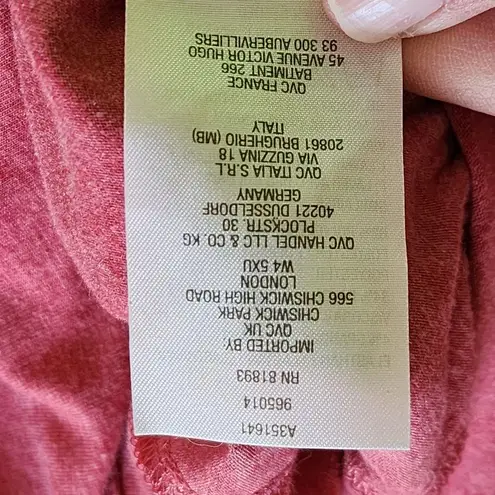 A351641
965014
RN 81893
IMPORTED BY:
QVC UK
CHISWICK PARK
566 CHISWICK HIGH ROAD
LONDON
W4 5XU
QVC HANDEL LLC & CO. KG
PLOCKSTR. 30
40221 DUSSELDORF
GERMANY
QVC ITALIA S.R.L
VIA GUZZINA 18
20861 BRUGHERIO (MB)
ITALY
QVC FRANCE
BATIMENT 266
45 AVENUE VICTOR HUGO
93 300 AUBERVILLIERS